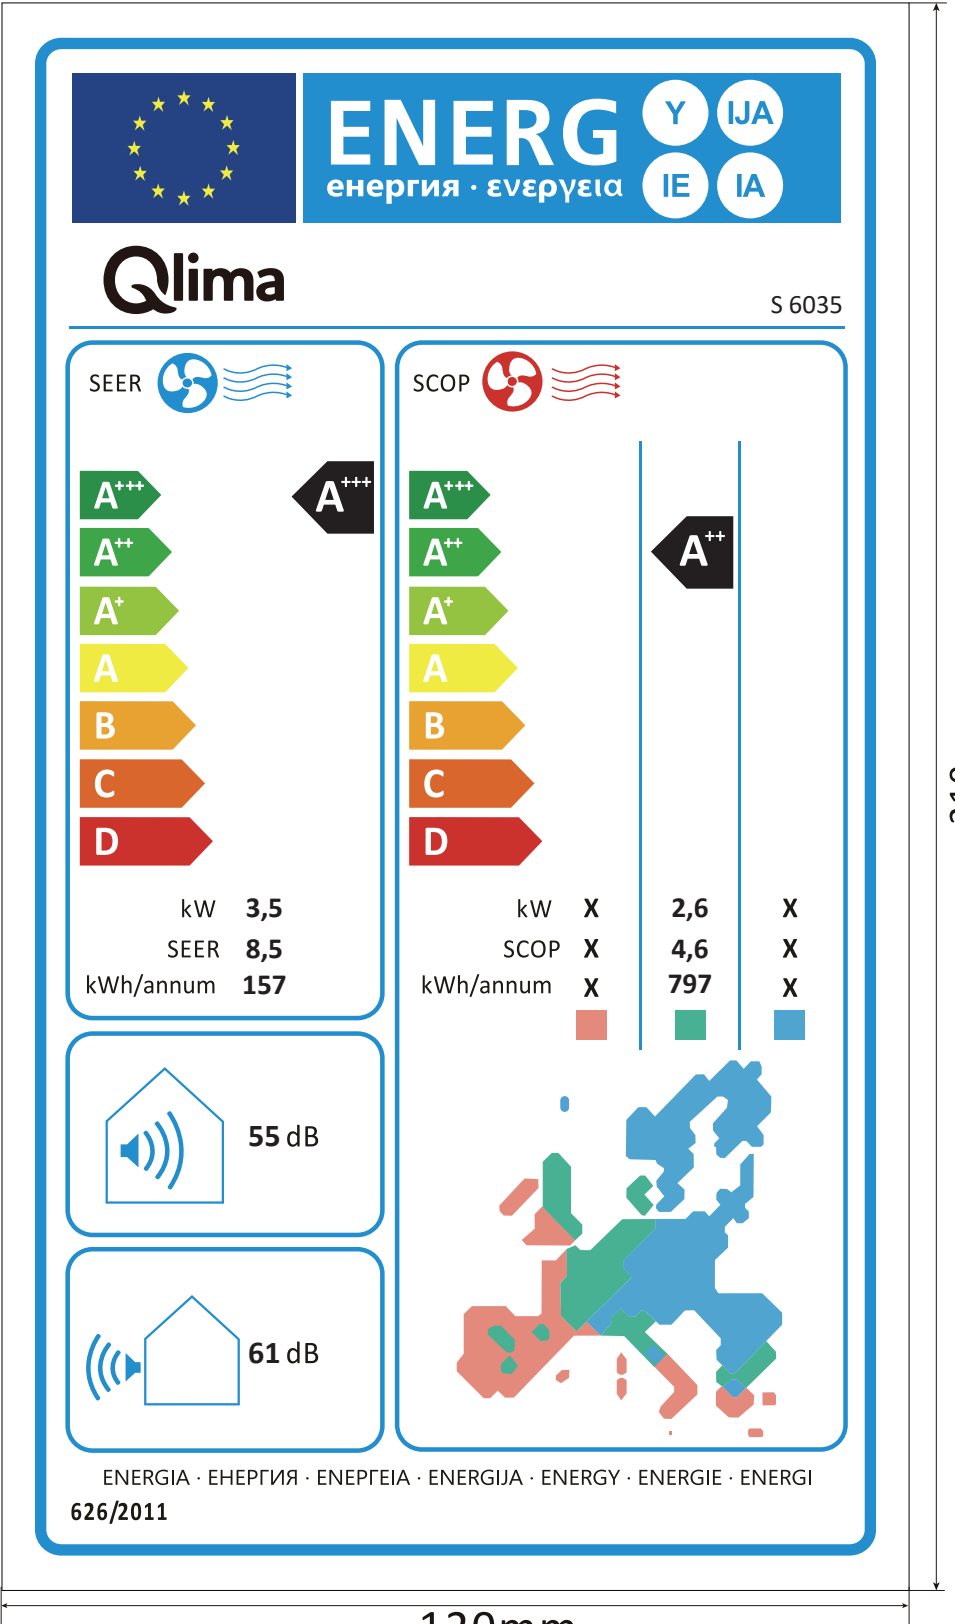 ENERG
енергия · ενεργεια
Y
IJA
IE
IA
Qlima
S 6035
SEER
A+++
A++
A+
A
B
C
D
A+++
kW 3,5
SEER 8,5
kWh/annum 157
SCOP
A+++
A++
A+
A
B
C
D
A++
kW X 2,6 X
SCOP X 4,6 X
kWh/annum X 797 X
55 dB
61 dB
ENERGIA · ЕНЕРГИЯ · ΕΝΕΡΓΕΙΑ · ENERGIJA · ENERGY · ENERGIE · ENERGI
626/2011